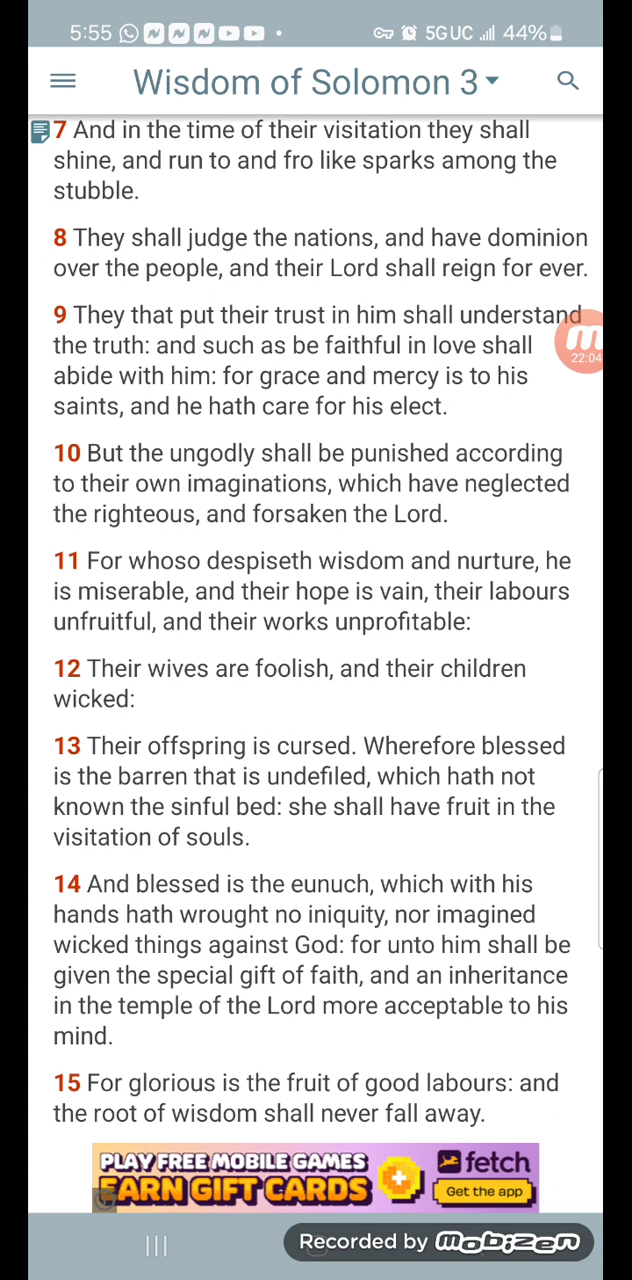 5:55 5G UC 44%
Wisdom of Solomon 3
7 And in the time of their visitation they shall
shine, and run to and fro like sparks among the
stubble.
8 They shall judge the nations, and have dominion
over the people, and their Lord shall reign for ever.
9 They that put their trust in him shall understand
the truth: and such as be faithful in love shall
abide with him: for grace and mercy is to his
saints, and he hath care for his elect.
m
22:04
10 But the ungodly shall be punished according
to their own imaginations, which have neglected
the righteous, and forsaken the Lord.
11 For whoso despiseth wisdom and nurture, he
is miserable, and their hope is vain, their labours
unfruitful, and their works unprofitable:
12 Their wives are foolish, and their children
wicked:
13 Their offspring is cursed. Wherefore blessed
is the barren that is undefiled, which hath not
known the sinful bed: she shall have fruit in the
visitation of souls.
14 And blessed is the eunuch, which with his
hands hath wrought no iniquity, nor imagined
wicked things against God: for unto him shall be
given the special gift of faith, and an inheritance
in the temple of the Lord more acceptable to his
mind.
15 For glorious is the fruit of good labours: and
the root of wisdom shall never fall away.
PLAY FREE MOBILE GAMES
EARN GIFT CARDS
fetch
Get the app
Recorded by mobizen